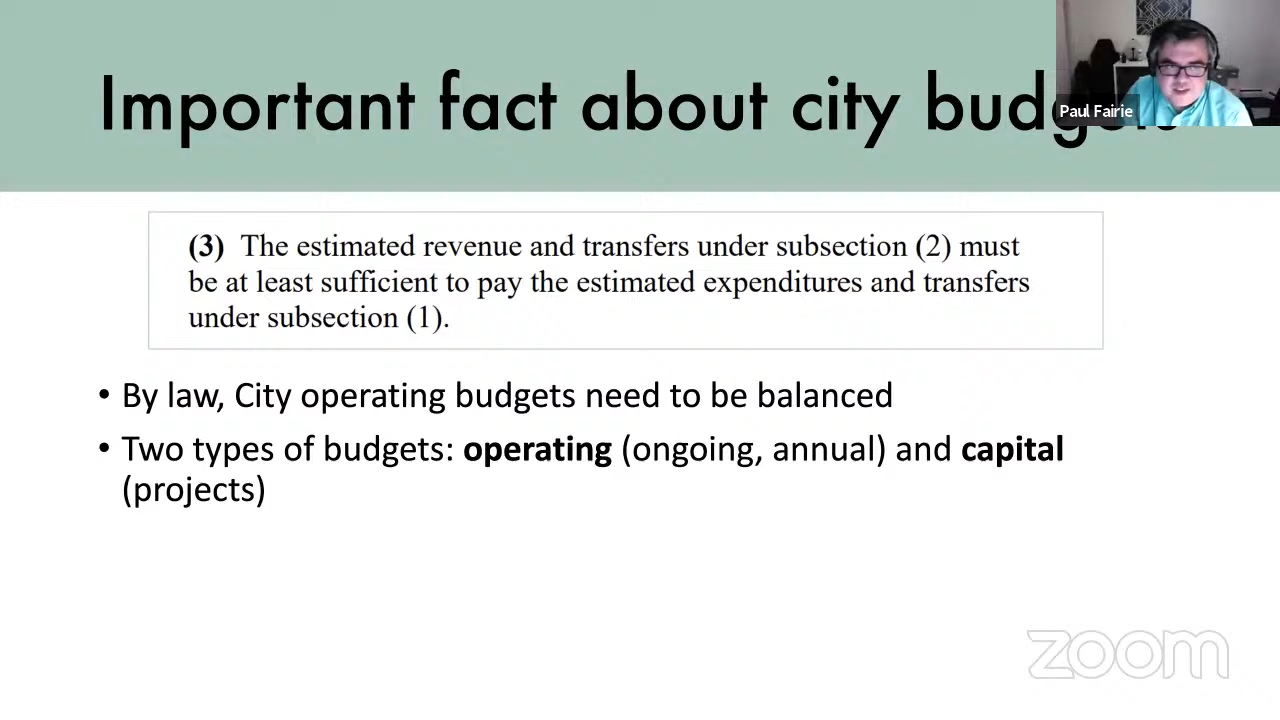 Important fact about city budgets
Paul Fairie
(3) The estimated revenue and transfers under subsection (2) must
be at least sufficient to pay the estimated expenditures and transfers
under subsection (1).
• By law, City operating budgets need to be balanced
• Two types of budgets: operating (ongoing, annual) and capital
(projects)
zoom